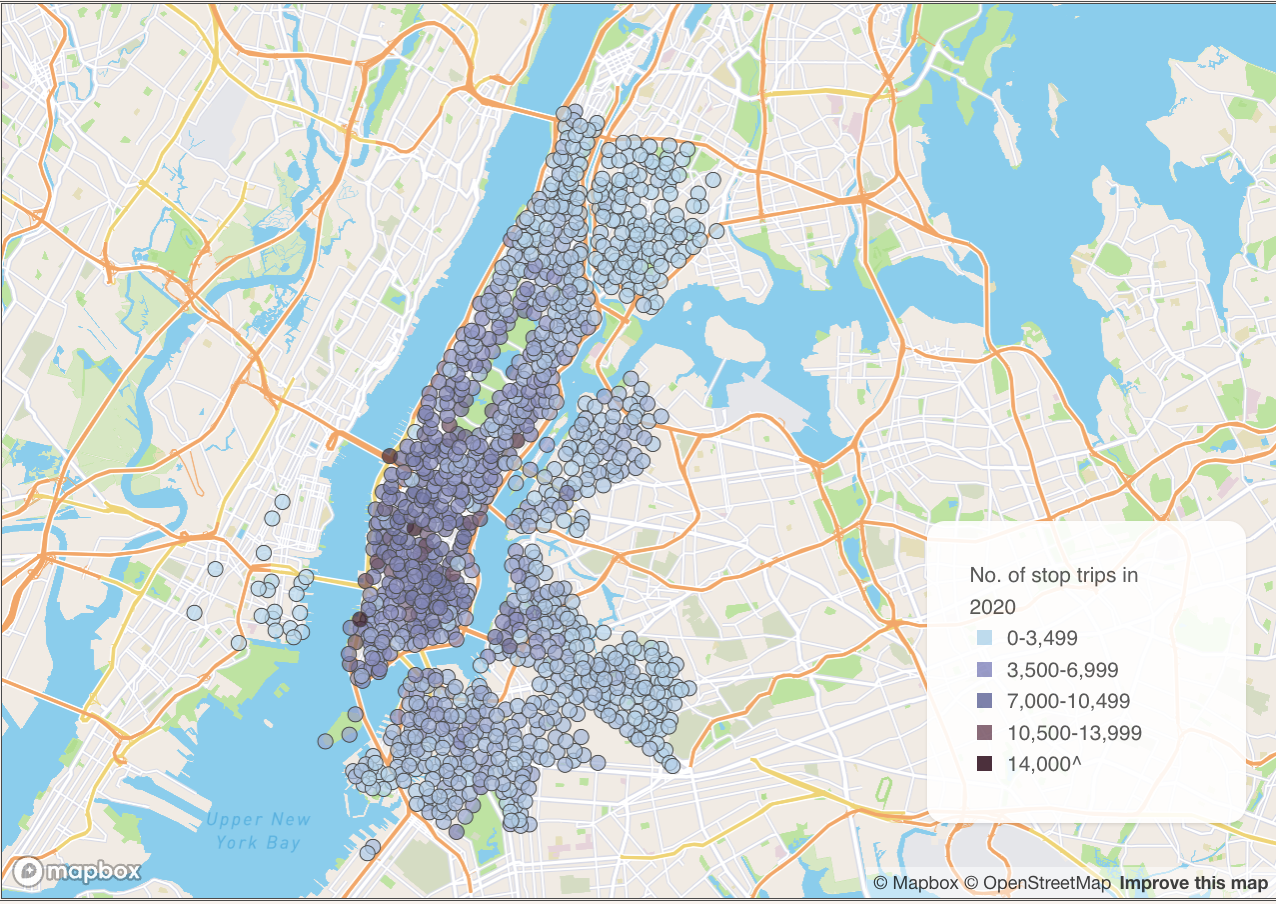 No. of stop trips in
2020
0-3,499
3,500-6,999
7,000-10,499
10,500-13,999
14,000^
Upper New
York Bay
mapbox
© Mapbox © OpenStreetMap Improve this map